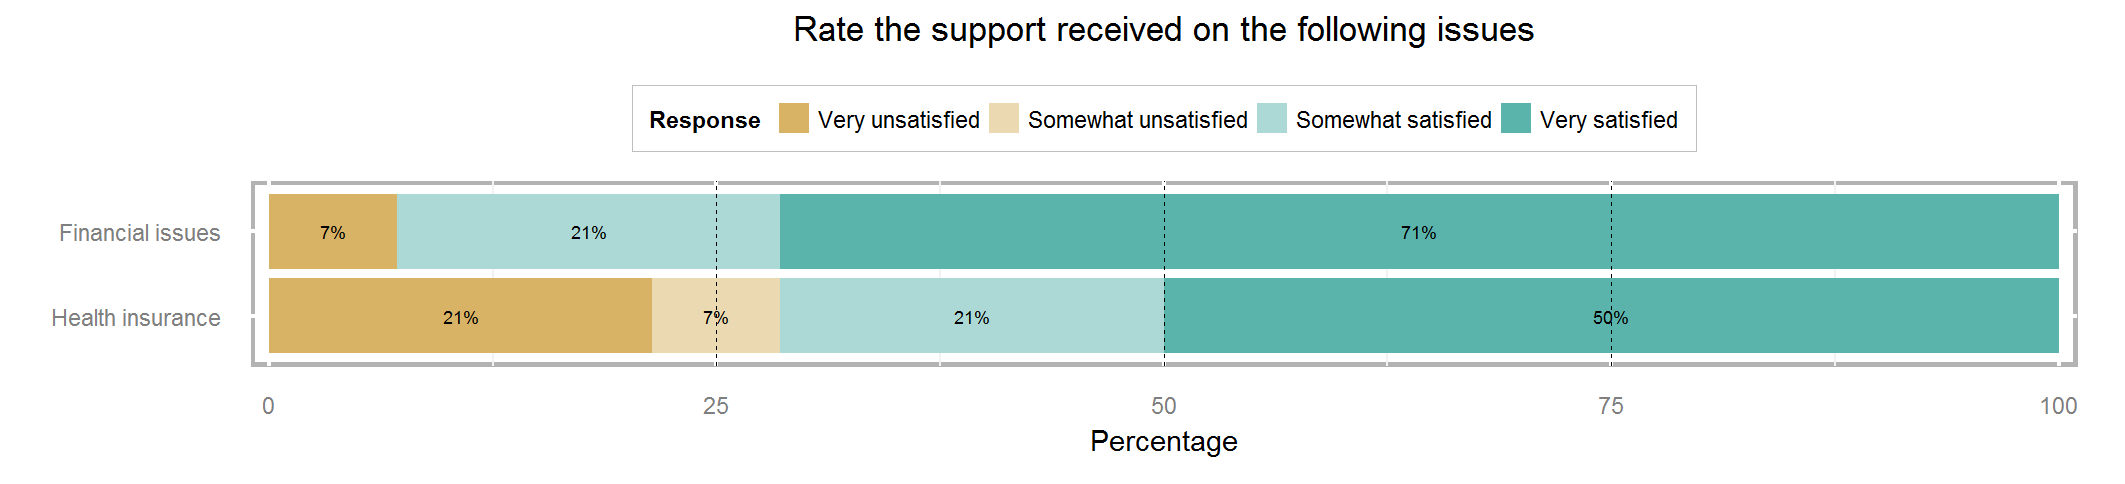 Rate the support received on the following issues
Response Very unsatisfied Somewhat unsatisfied Somewhat satisfied Very satisfied
Financial issues 7% 21% 71%
Health insurance 21% 7% 21% 50%
0 25 50 75 100
Percentage